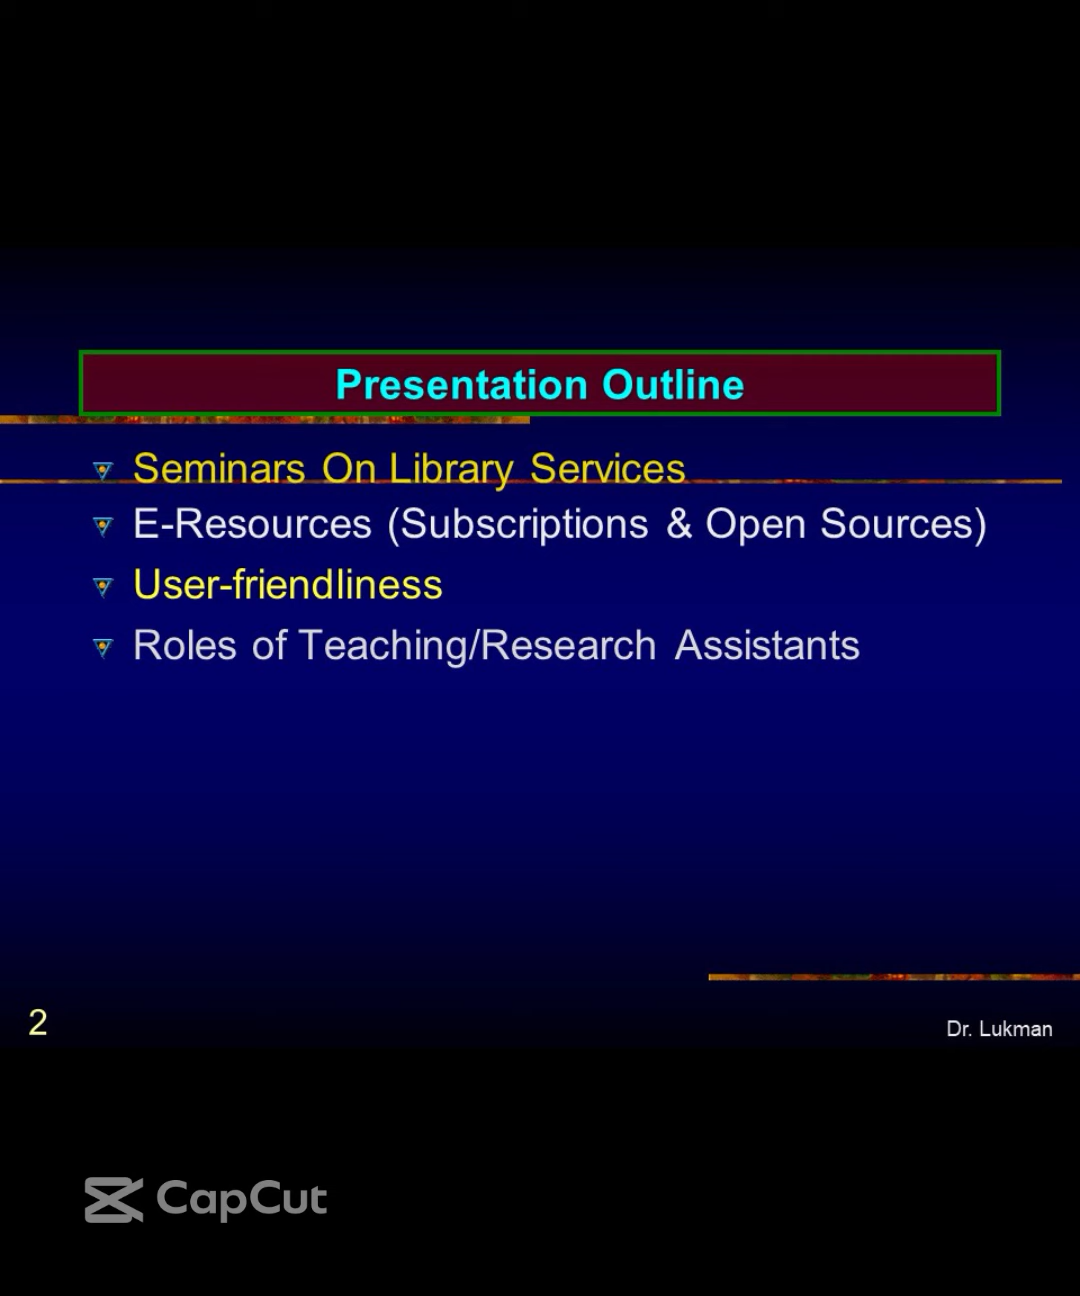 Presentation Outline
Seminars On Library Services
E-Resources (Subscriptions & Open Sources)
User-friendliness
Roles of Teaching/Research Assistants
2
Dr. Lukman
CapCut